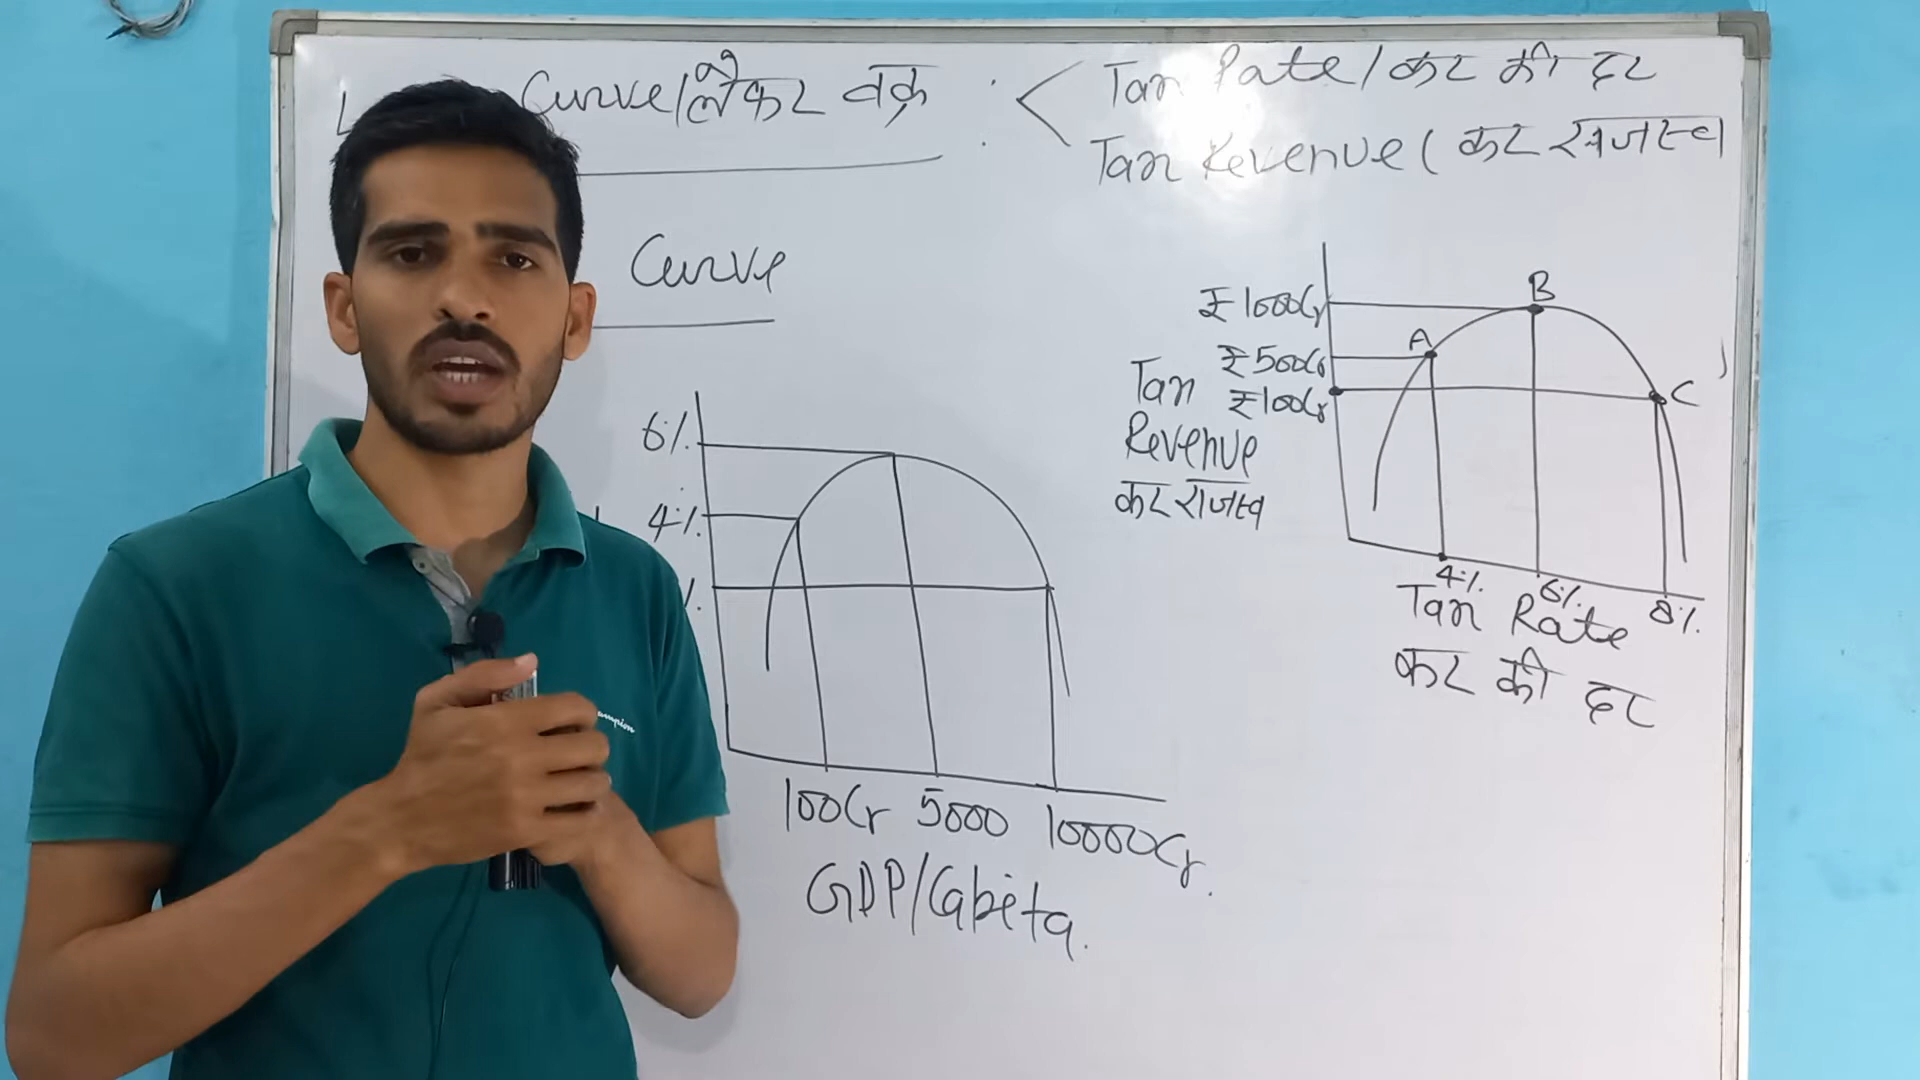 Curve/लेफर वक्र : Tax Rate/कर की दर
Tax Revenue ( कर राजस्व
Curve
₹1000Cr
₹500Cr
₹100Cr
A
B
C
Tax
Revenue
कर राजस्व
4%. 6%. 8%.
Tax Rate
कर की दर
6%.
4%.
%.
100Cr 5000 10000Cr.
GDP/Capita.